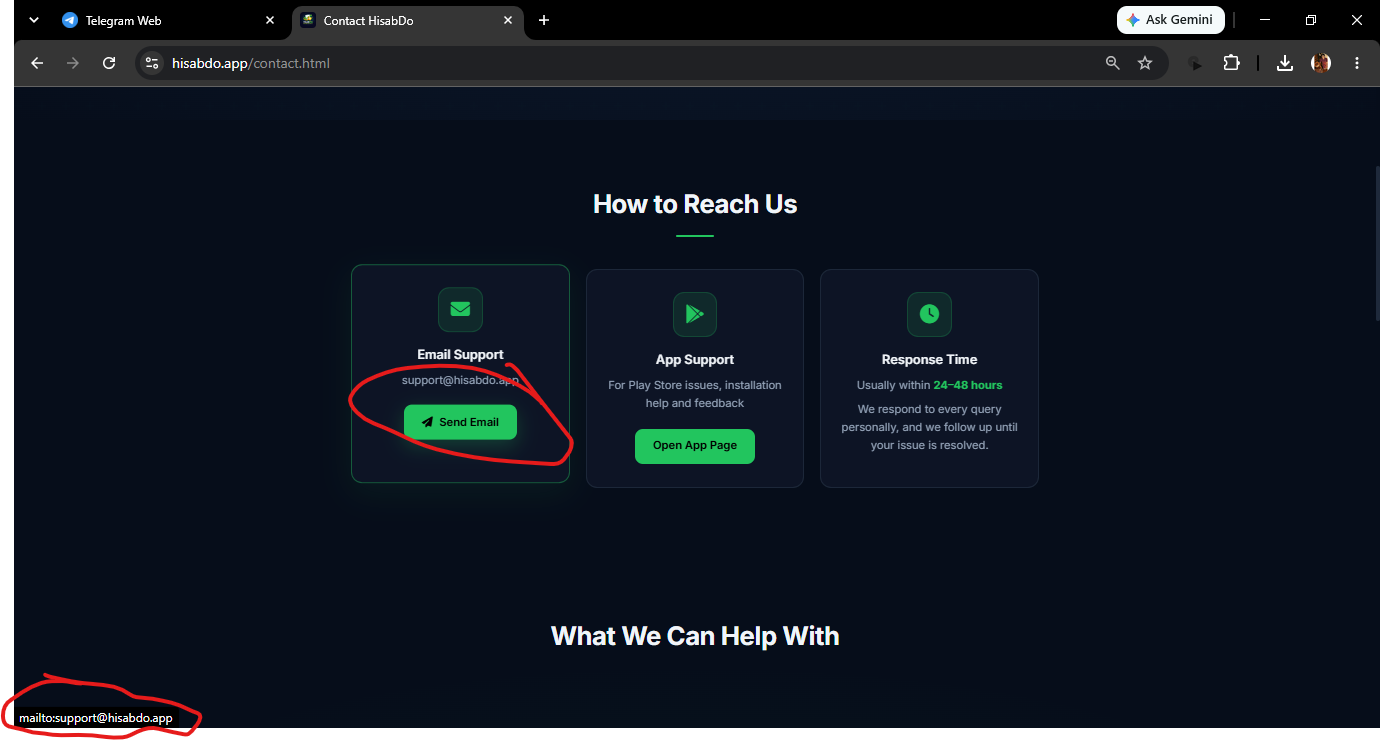 Telegram Web
Contact HisabDo
Ask Gemini
hisabdo.app/contact.html
How to Reach Us
Email Support
support@hisabdo.app
Send Email
App Support
For Play Store issues, installation
help and feedback
Open App Page
Response Time
Usually within 24–48 hours
We respond to every query
personally, and we follow up until
your issue is resolved.
What We Can Help With
mailto:support@hisabdo.app